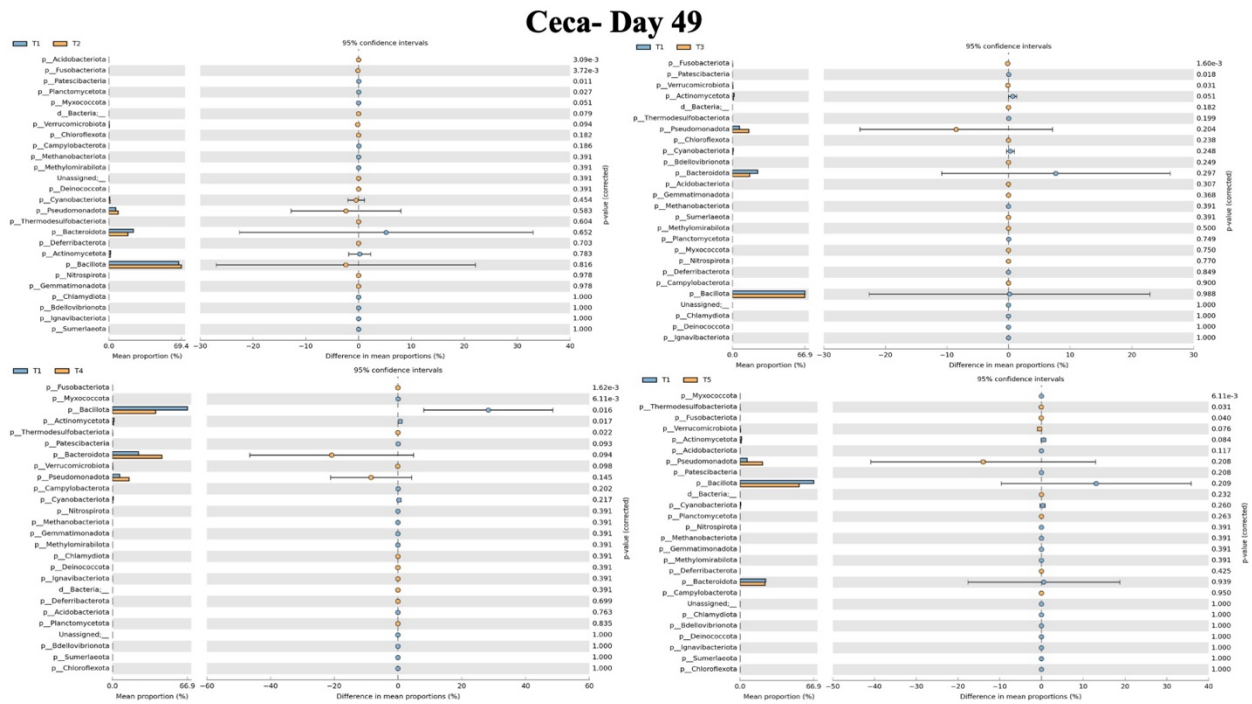 Ceca- Day 49
T1 T2
95% confidence intervals
p__Acidobacteriota 3.09e-3
p__Fusobacteriota 3.72e-3
p__Patescibacteria 0.011
p__Planctomycetota 0.027
p__Myxococcota 0.051
d__Bacteria;__ 0.079
p__Verrucomicrobiota 0.094
p__Chloroflexota 0.182
p__Campylobacterota 0.186
p__Methanobacteriota 0.391
p__Methylomirabilota 0.391
Unassigned;__ 0.391
p__Deinococcota 0.391
p__Cyanobacteriota 0.454
p__Pseudomonadota 0.583
p__Thermodesulfobacteriota 0.604
p__Bacteroidota 0.652
p__Deferribacterota 0.703
p__Actinomycetota 0.783
p__Bacillota 0.816
p__Nitrospirota 0.978
p__Gemmatimonadota 0.978
p__Chlamydiota 1.000
p__Bdellovibrionota 1.000
p__Ignavibacteriota 1.000
p__Sumerlaeota 1.000
p-value (corrected)
0.0 69.4 −30 −20 −10 0 10 20 30 40
Mean proportion (%) Difference in mean proportions (%)
T1 T3
95% confidence intervals
p__Fusobacteriota 1.60e-3
p__Patescibacteria 0.018
p__Verrucomicrobiota 0.031
p__Actinomycetota 0.051
d__Bacteria;__ 0.182
p__Thermodesulfobacteriota 0.199
p__Pseudomonadota 0.204
p__Chloroflexota 0.238
p__Cyanobacteriota 0.248
p__Bdellovibrionota 0.249
p__Bacteroidota 0.297
p__Acidobacteriota 0.307
p__Gemmatimonadota 0.368
p__Methanobacteriota 0.391
p__Sumerlaeota 0.391
p__Methylomirabilota 0.500
p__Planctomycetota 0.749
p__Myxococcota 0.750
p__Nitrospirota 0.770
p__Deferribacterota 0.849
p__Campylobacterota 0.900
p__Bacillota 0.988
Unassigned;__ 1.000
p__Chlamydiota 1.000
p__Deinococcota 1.000
p__Ignavibacteriota 1.000
p-value (corrected)
0.0 66.9 −30 −20 −10 0 10 20 30
Mean proportion (%) Difference in mean proportions (%)
T1 T4
95% confidence intervals
p__Fusobacteriota 1.62e-3
p__Myxococcota 6.11e-3
p__Bacillota 0.016
p__Actinomycetota 0.017
p__Thermodesulfobacteriota 0.022
p__Patescibacteria 0.093
p__Bacteroidota 0.094
p__Verrucomicrobiota 0.098
p__Pseudomonadota 0.145
p__Campylobacterota 0.202
p__Cyanobacteriota 0.217
p__Nitrospirota 0.391
p__Methanobacteriota 0.391
p__Gemmatimonadota 0.391
p__Methylomirabilota 0.391
p__Chlamydiota 0.391
p__Deinococcota 0.391
p__Ignavibacteriota 0.391
d__Bacteria;__ 0.391
p__Deferribacterota 0.699
p__Acidobacteriota 0.763
p__Planctomycetota 0.835
Unassigned;__ 1.000
p__Bdellovibrionota 1.000
p__Sumerlaeota 1.000
p__Chloroflexota 1.000
p-value (corrected)
0.0 66.9 −60 −40 −20 0 20 40 60
Mean proportion (%) Difference in mean proportions (%)
T1 T5
95% confidence intervals
p__Myxococcota 6.11e-3
p__Thermodesulfobacteriota 0.031
p__Fusobacteriota 0.040
p__Verrucomicrobiota 0.076
p__Actinomycetota 0.084
p__Acidobacteriota 0.117
p__Pseudomonadota 0.208
p__Patescibacteria 0.208
p__Bacillota 0.209
d__Bacteria;__ 0.232
p__Cyanobacteriota 0.260
p__Planctomycetota 0.263
p__Nitrospirota 0.391
p__Methanobacteriota 0.391
p__Gemmatimonadota 0.391
p__Methylomirabilota 0.391
p__Deferribacterota 0.425
p__Bacteroidota 0.939
p__Campylobacterota 0.950
Unassigned;__ 1.000
p__Chlamydiota 1.000
p__Bdellovibrionota 1.000
p__Deinococcota 1.000
p__Ignavibacteriota 1.000
p__Sumerlaeota 1.000
p__Chloroflexota 1.000
p-value (corrected)
0.0 66.9 −50 −40 −30 −20 −10 0 10 20 30 40
Mean proportion (%) Difference in mean proportions (%)